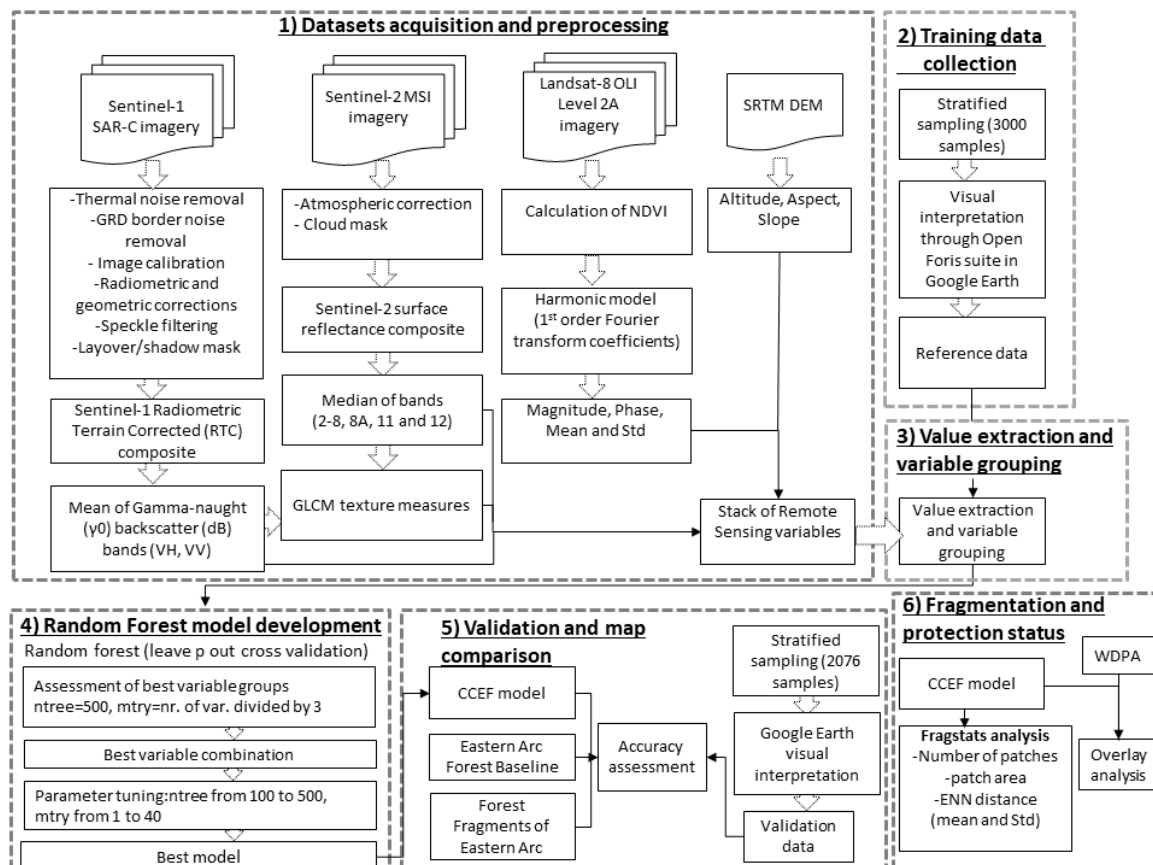 1) Datasets acquisition and preprocessing
Sentinel-1
SAR-C imagery
Sentinel-2 MSI
imagery
Landsat-8 OLI
Level 2A
imagery
SRTM DEM
-Thermal noise removal
-GRD border noise
removal
- Image calibration
-Radiometric and
geometric corrections
-Speckle filtering
-Layover/shadow mask
-Atmospheric correction
- Cloud mask
Calculation of NDVI
Altitude, Aspect,
Slope
Sentinel-2 surface
reflectance composite
Harmonic model
(1st order Fourier
transform coefficients)
Sentinel-1 Radiometric
Terrain Corrected (RTC)
composite
Median of bands
(2-8, 8A, 11 and 12)
Magnitude, Phase,
Mean and Std
Mean of Gamma-naught
(γ0) backscatter (dB)
bands (VH, VV)
GLCM texture measures
Stack of Remote
Sensing variables
2) Training data
collection
Stratified
sampling (3000
samples)
Visual
interpretation
through Open
Foris suite in
Google Earth
Reference data
3) Value extraction and
variable grouping
Value extraction
and variable
grouping
4) Random Forest model development
Random forest (leave p out cross validation)
Assessment of best variable groups
ntree=500, mtry=nr. of var. divided by 3
Best variable combination
Parameter tuning:ntree from 100 to 500,
mtry from 1 to 40
Best model
5) Validation and map
comparison
CCEF model
Eastern Arc
Forest Baseline
Forest
Fragments of
Eastern Arc
Accuracy
assessment
Stratified
sampling (2076
samples)
Google Earth
visual
interpretation
Validation
data
6) Fragmentation and
protection status
WDPA
CCEF model
Fragstats analysis
-Number of patches
-patch area
-ENN distance
(mean and Std)
Overlay
analysis